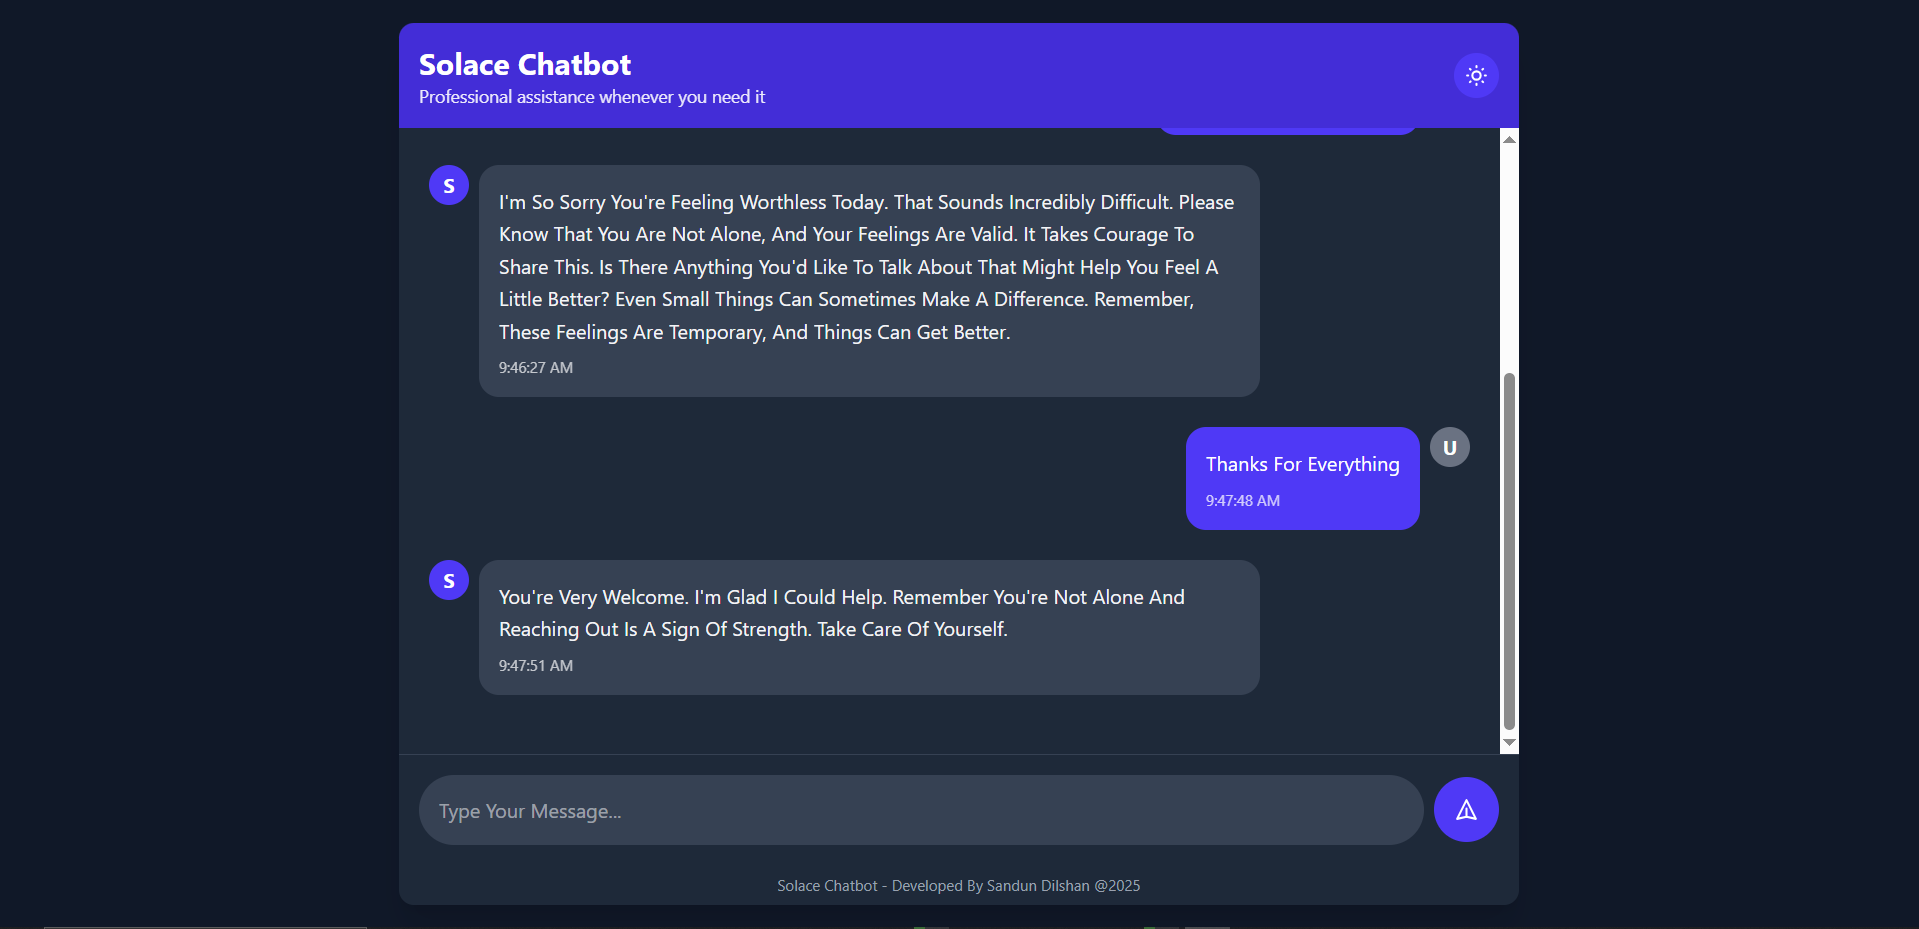 Solace Chatbot
Professional assistance whenever you need it
S
I'm So Sorry You're Feeling Worthless Today. That Sounds Incredibly Difficult. Please
Know That You Are Not Alone, And Your Feelings Are Valid. It Takes Courage To
Share This. Is There Anything You'd Like To Talk About That Might Help You Feel A
Little Better? Even Small Things Can Sometimes Make A Difference. Remember,
These Feelings Are Temporary, And Things Can Get Better.
9:46:27 AM
Thanks For Everything
U
9:47:48 AM
S
You're Very Welcome. I'm Glad I Could Help. Remember You're Not Alone And
Reaching Out Is A Sign Of Strength. Take Care Of Yourself.
9:47:51 AM
Type Your Message...
Solace Chatbot - Developed By Sandun Dilshan @2025